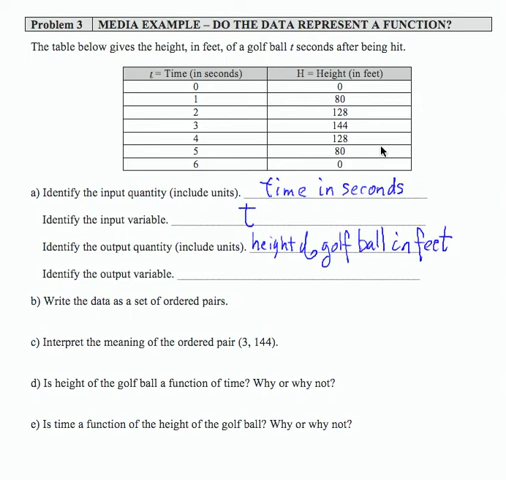 Problem 3 MEDIA EXAMPLE – DO THE DATA REPRESENT A FUNCTION?
The table below gives the height, in feet, of a golf ball t seconds after being hit.
t = Time (in seconds) H = Height (in feet)
0 0
1 80
2 128
3 144
4 128
5 80
6 0
a) Identify the input quantity (include units). time in seconds
Identify the input variable. t
Identify the output quantity (include units). height of golf ball in feet
Identify the output variable.
b) Write the data as a set of ordered pairs.
c) Interpret the meaning of the ordered pair (3, 144).
d) Is height of the golf ball a function of time? Why or why not?
e) Is time a function of the height of the golf ball? Why or why not?